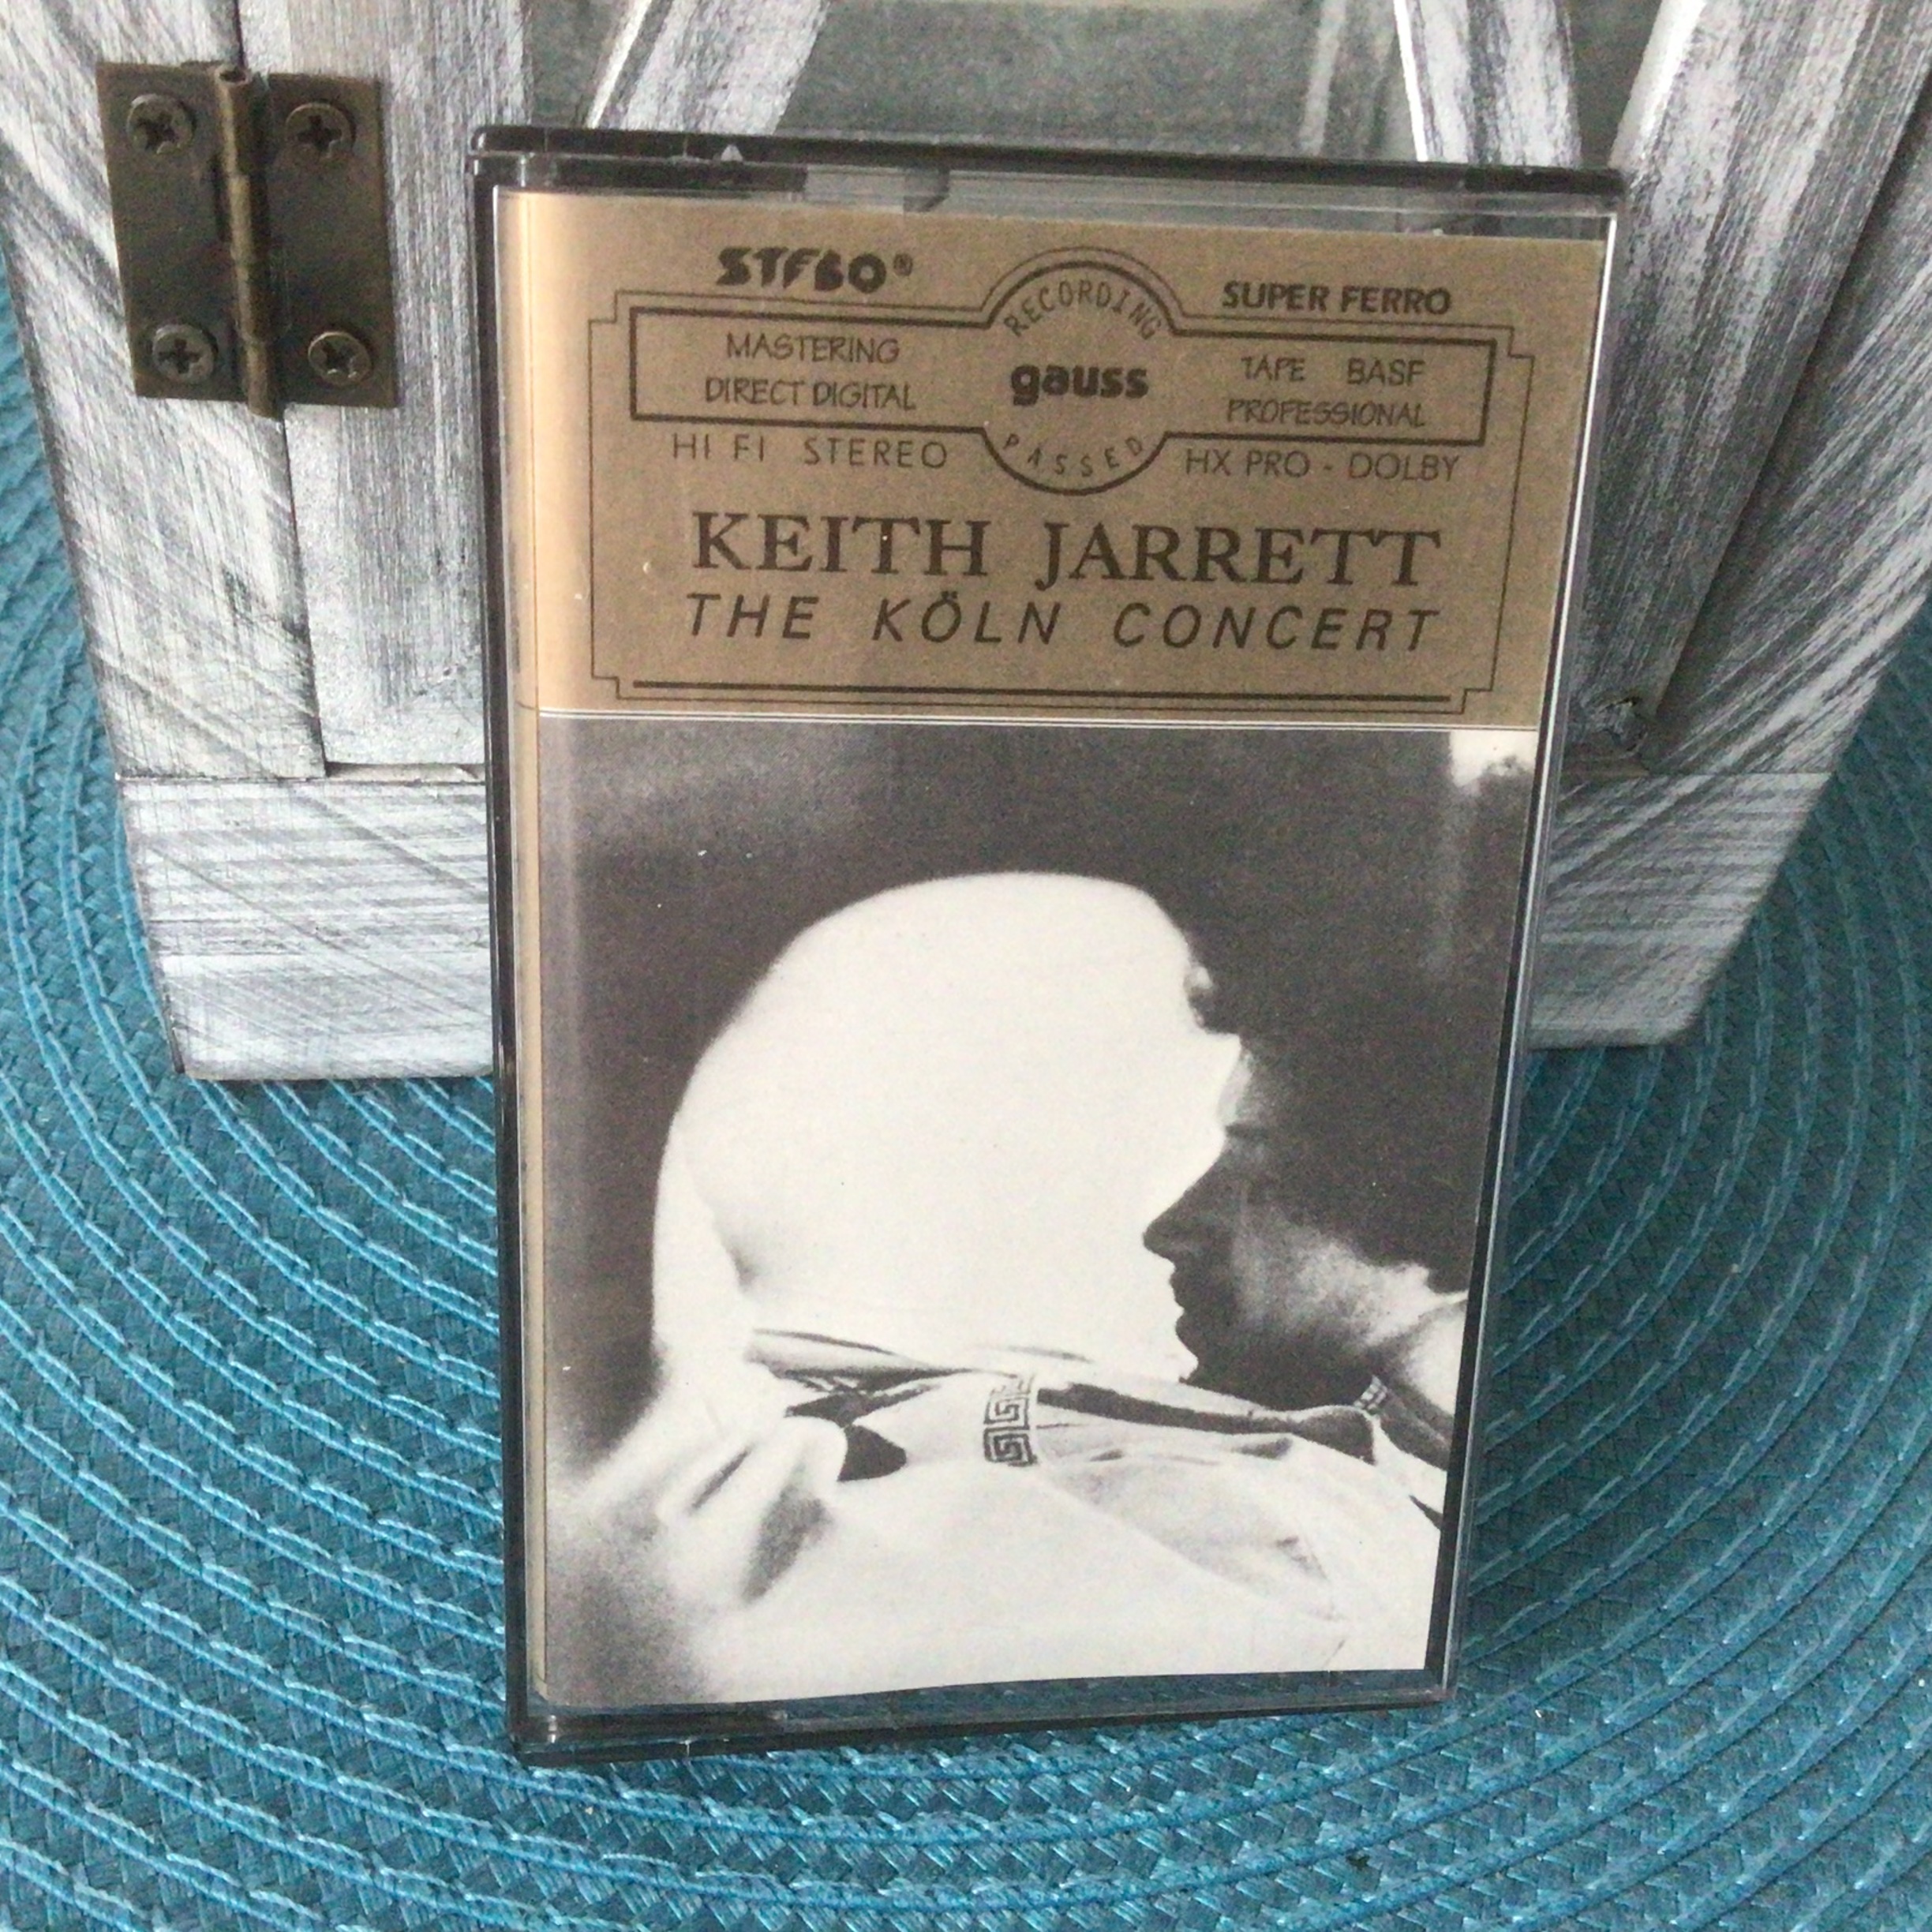 STEBO®
SUPER FERRO
MASTERING
DIRECT DIGITAL
RECORDING
gauss
PASSED
TAPE BASF
PROFESSIONAL
HI FI STEREO
HX PRO - DOLBY
KEITH JARRETT
THE KÖLN CONCERT